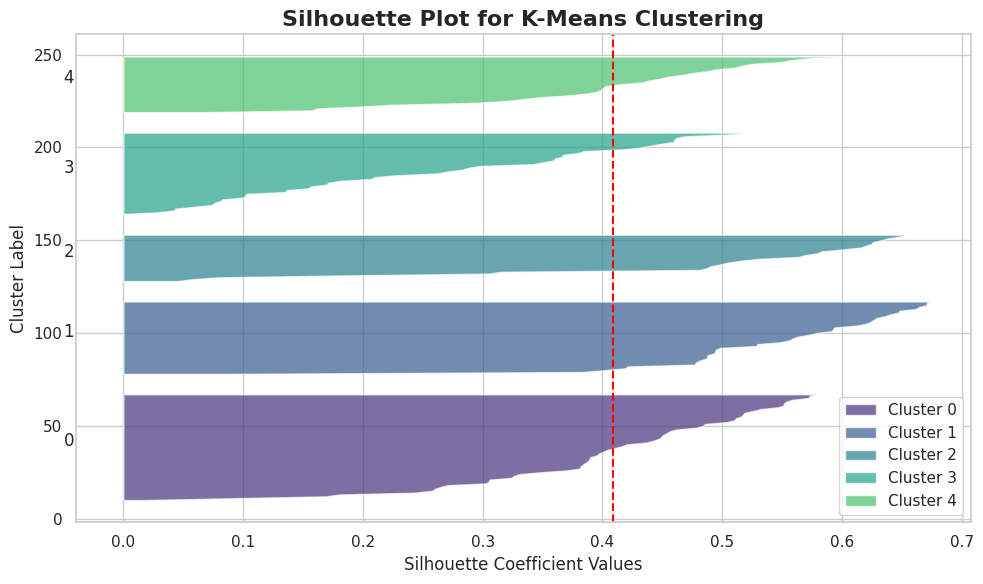 Silhouette Plot for K-Means Clustering
250
4
200
3
150
2
100
1
50
0
0
Cluster Label
Cluster 0
Cluster 1
Cluster 2
Cluster 3
Cluster 4
0.0 0.1 0.2 0.3 0.4 0.5 0.6 0.7
Silhouette Coefficient Values